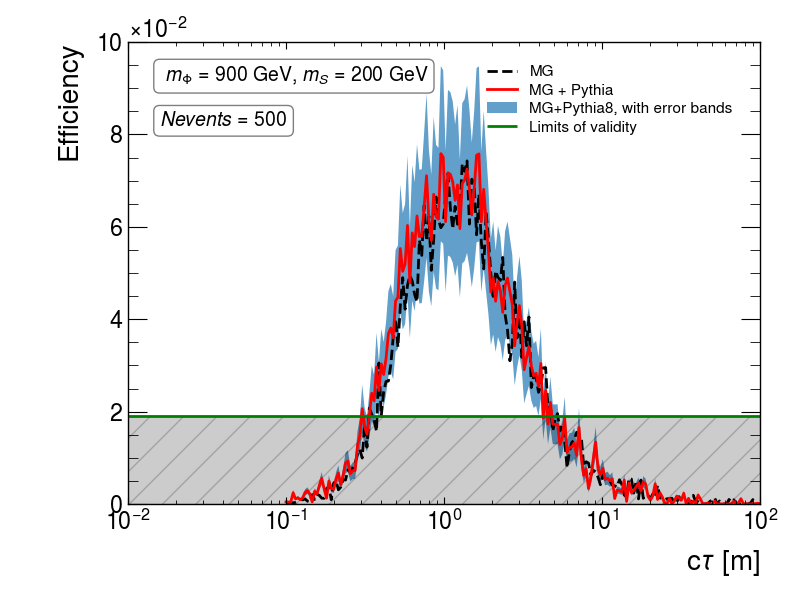 ×10⁻²
Efficiency
m_Φ = 900 GeV, m_S = 200 GeV
Nevents = 500
MG
MG + Pythia
MG+Pythia8, with error bands
Limits of validity
10
8
6
4
2
0
10⁻² 10⁻¹ 10⁰ 10¹ 10²
cτ [m]